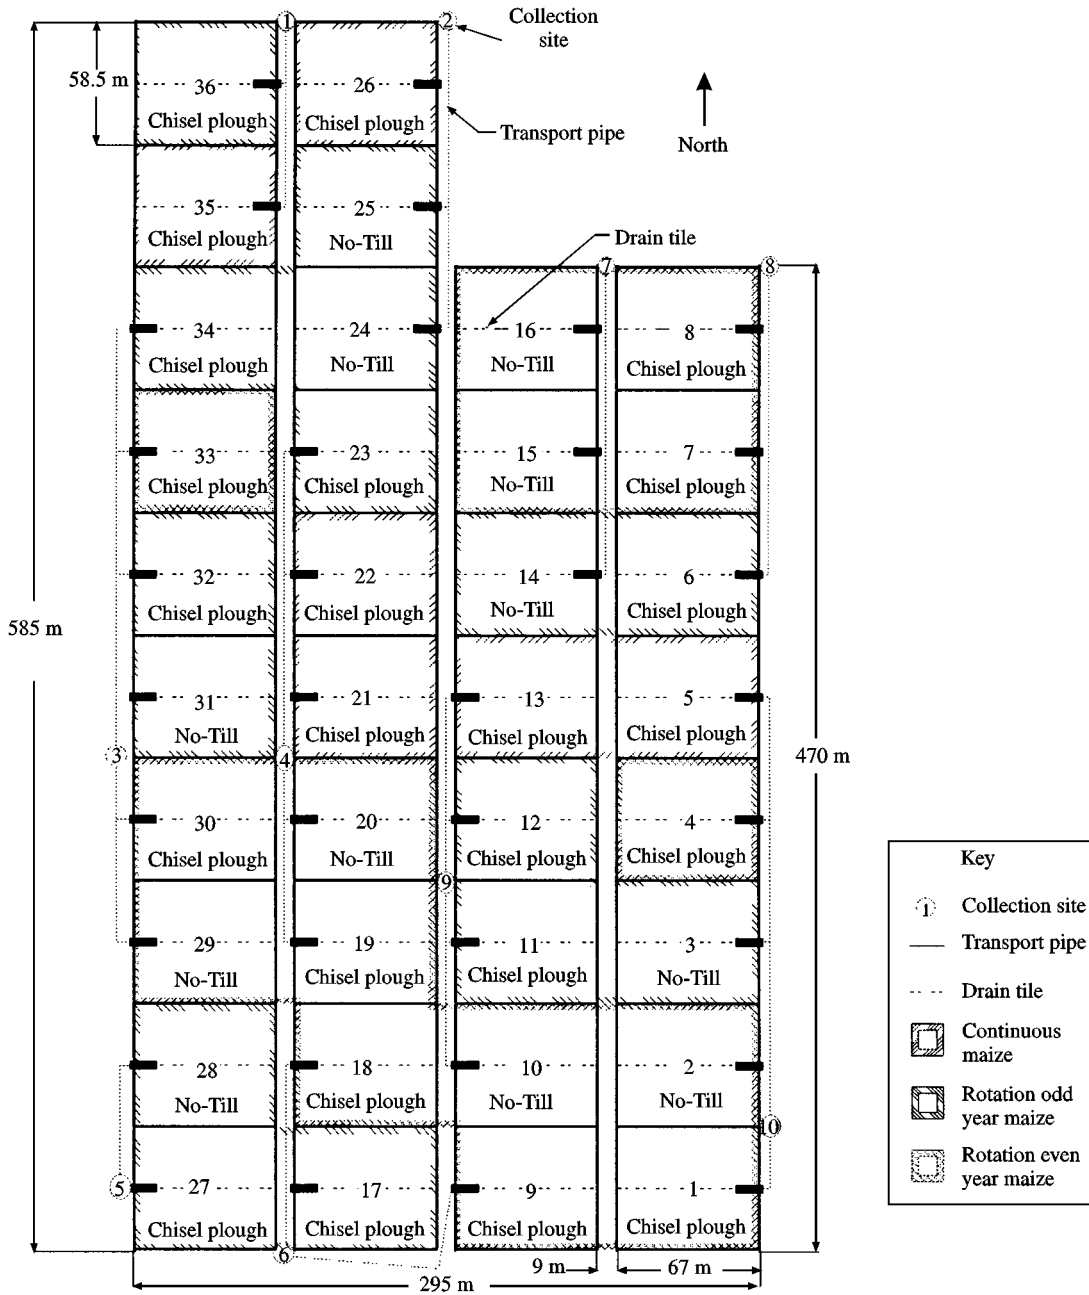 1
2
Collection
site
58.5 m
36
Chisel plough
26
Chisel plough
Transport pipe
North
35
Chisel plough
25
No-Till
Drain tile
7
8
34
Chisel plough
24
No-Till
16
No-Till
8
Chisel plough
33
Chisel plough
23
Chisel plough
15
No-Till
7
Chisel plough
32
Chisel plough
22
Chisel plough
14
No-Till
6
Chisel plough
585 m
31
No-Till
21
Chisel plough
13
Chisel plough
5
Chisel plough
3
4
470 m
30
Chisel plough
20
No-Till
12
Chisel plough
4
Chisel plough
9
29
No-Till
19
Chisel plough
11
Chisel plough
3
No-Till
28
No-Till
18
Chisel plough
10
No-Till
2
No-Till
10
5
27
Chisel plough
17
Chisel plough
9
Chisel plough
1
Chisel plough
6
9 m
67 m
295 m
Key
1
Collection site
Transport pipe
Drain tile
Continuous
maize
Rotation odd
year maize
Rotation even
year maize